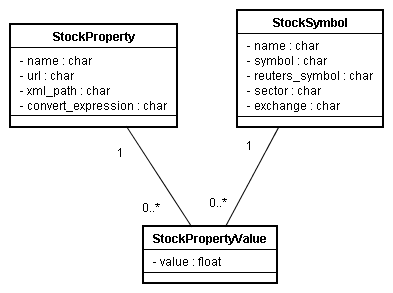 StockProperty
- name : char
- url : char
- xml_path : char
- convert_expression : char
StockSymbol
- name : char
- symbol : char
- reuters_symbol : char
- sector : char
- exchange : char
1
1
0..*
0..*
StockPropertyValue
- value : float